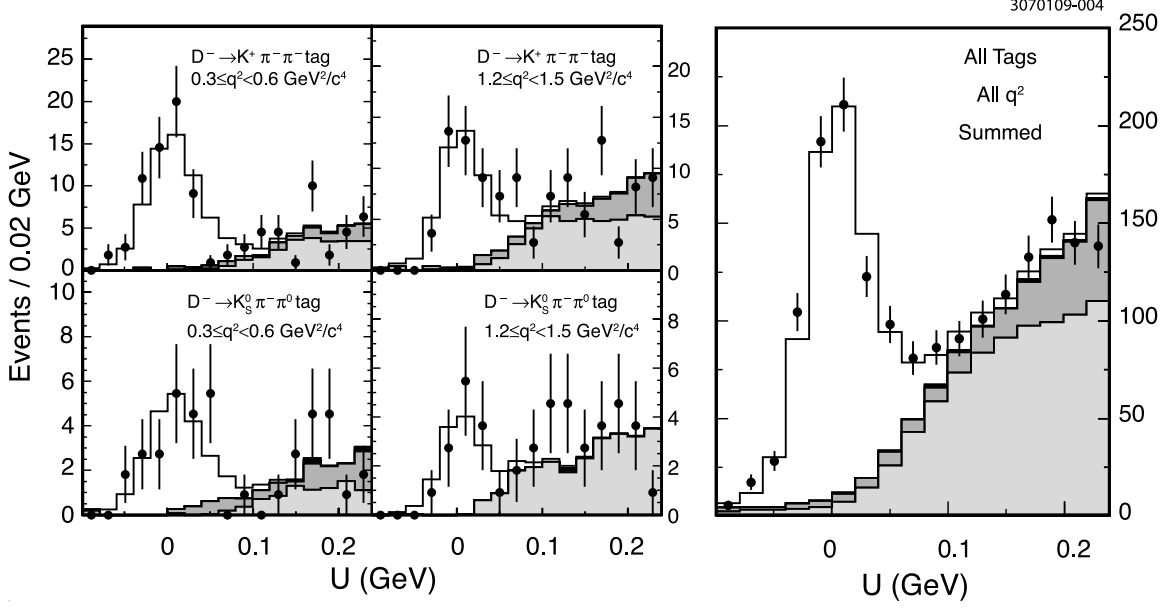 3070109-004
Events / 0.02 GeV
D⁻→K⁺ π⁻π⁻ tag
0.3≤q²<0.6 GeV²/c⁴
25
20
15
10
5
0
D⁻→K⁺ π⁻π⁻ tag
1.2≤q²<1.5 GeV²/c⁴
20
15
10
5
0
D⁻→K⁰S π⁻π⁰ tag
0.3≤q²<0.6 GeV²/c⁴
10
8
6
4
2
0
D⁻→K⁰S π⁻π⁰ tag
1.2≤q²<1.5 GeV²/c⁴
10
8
6
4
2
0
0 0.1 0.2
0 0.1 0.2
U (GeV)
All Tags
All q²
Summed
250
200
150
100
50
0
0 0.1 0.2
U (GeV)